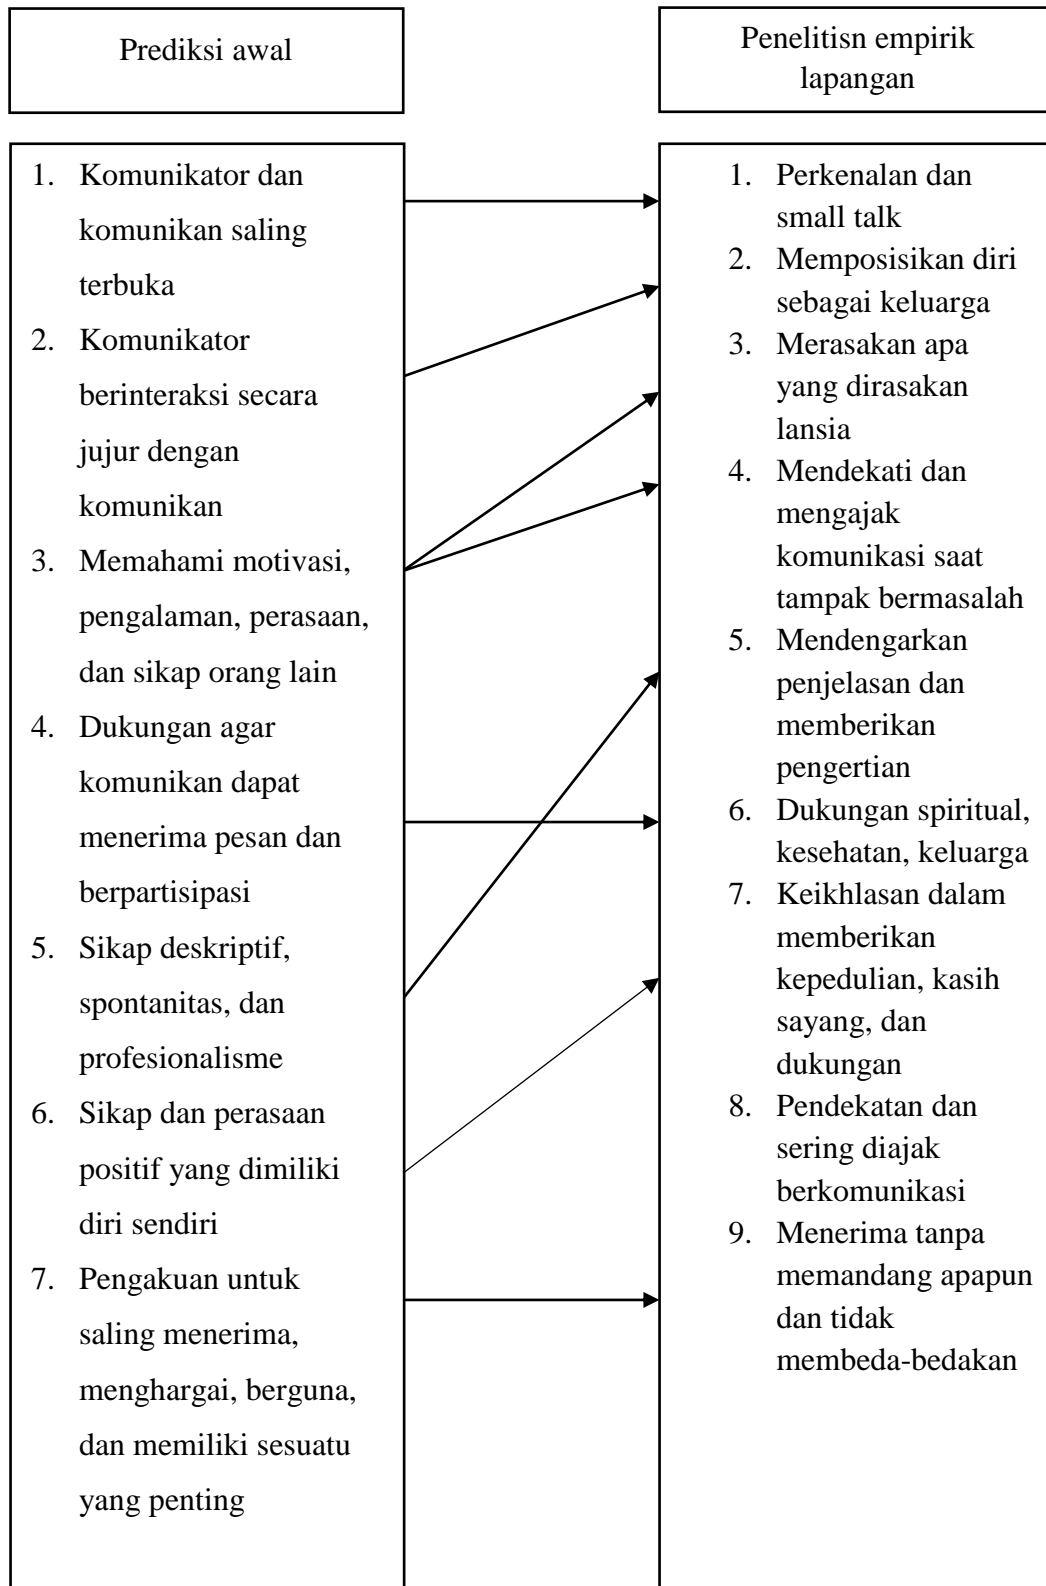 Prediksi awal
Penelitisn empirik
lapangan
1. Komunikator dan
komunikan saling
terbuka
2. Komunikator
berinteraksi secara
jujur dengan
komunikan
3. Memahami motivasi,
pengalaman, perasaan,
dan sikap orang lain
4. Dukungan agar
komunikan dapat
menerima pesan dan
berpartisipasi
5. Sikap deskriptif,
spontanitas, dan
profesionalisme
6. Sikap dan perasaan
positif yang dimiliki
diri sendiri
7. Pengakuan untuk
saling menerima,
menghargai, berguna,
dan memiliki sesuatu
yang penting
1. Perkenalan dan
small talk
2. Memposisikan diri
sebagai keluarga
3. Merasakan apa
yang dirasakan
lansia
4. Mendekati dan
mengajak
komunikasi saat
tampak bermasalah
5. Mendengarkan
penjelasan dan
memberikan
pengertian
6. Dukungan spiritual,
kesehatan, keluarga
7. Keikhlasan dalam
memberikan
kepedulian, kasih
sayang, dan
dukungan
8. Pendekatan dan
sering diajak
berkomunikasi
9. Menerima tanpa
memandang apapun
dan tidak
membeda-bedakan